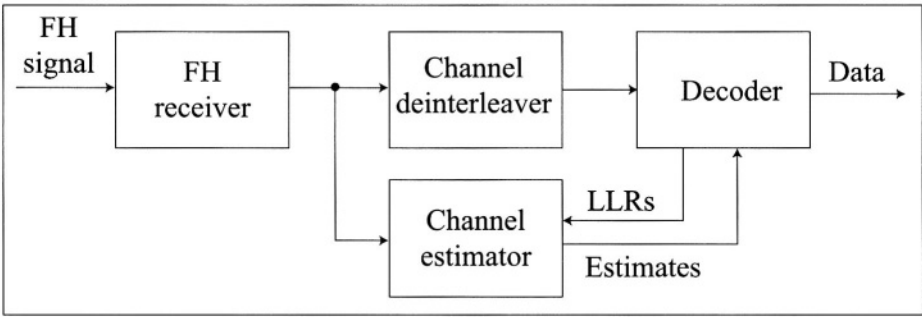 FH
signal
FH
receiver
Channel
deinterleaver
Decoder
Data
Channel
estimator
LLRs
Estimates